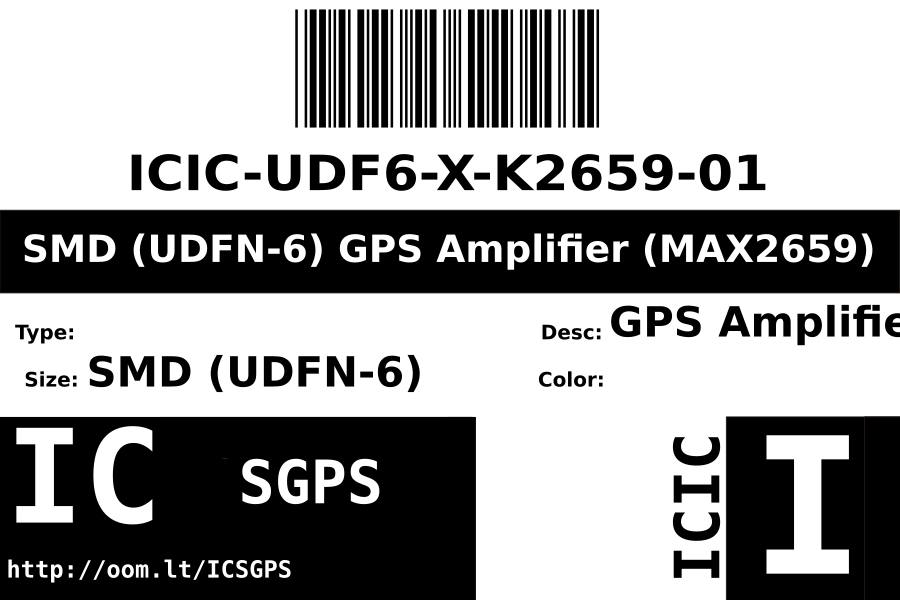 ICIC-UDF6-X-K2659-01
SMD (UDFN-6) GPS Amplifier (MAX2659)
Type:
Desc: GPS Amplifie
Size: SMD (UDFN-6)
Color:
IC SGPS
http://oom.lt/ICSGPS
ICIC
I